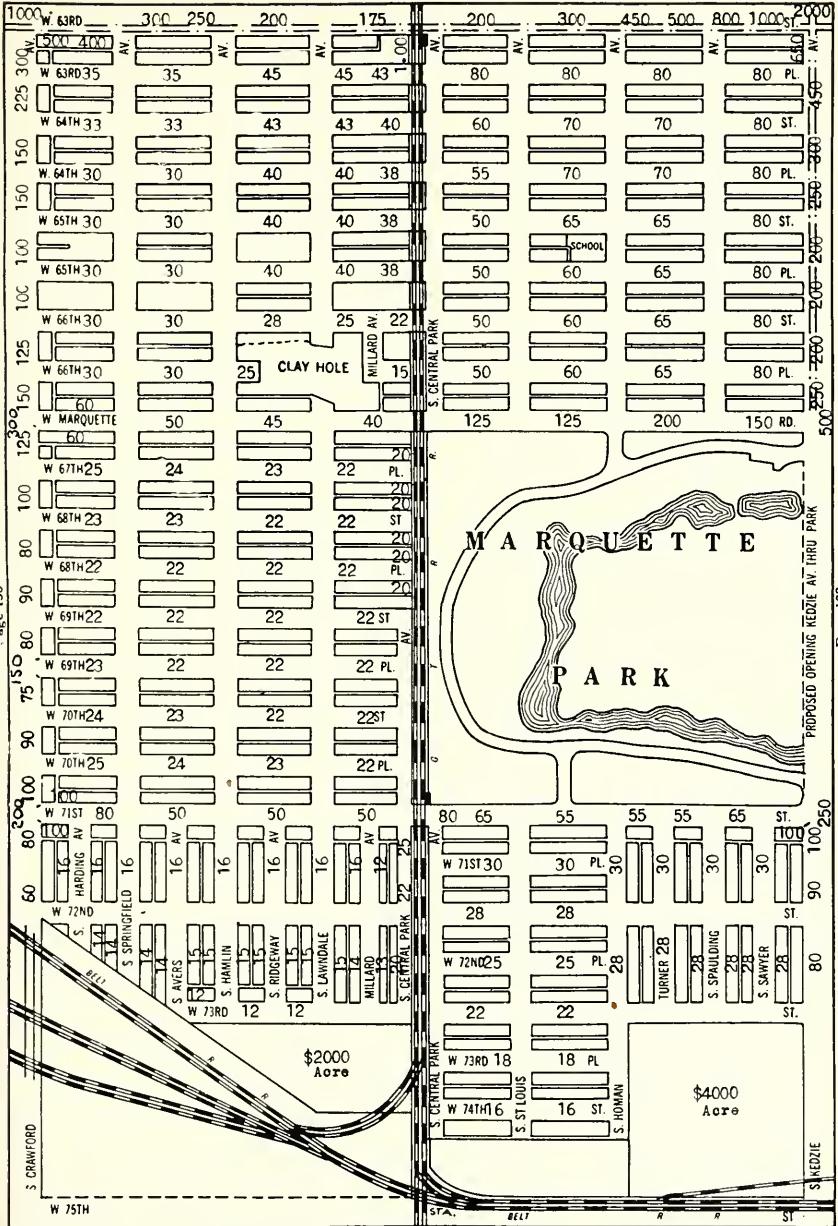 1000 300 250 200 175 200 300 450 500 800 1000 2000
W. 63RD ST.
500 400 AV. AV. AV. AV. AV. 650
300 100
W 63RD 35 35 45 45 43 80 80 80 80 PL.
225 450
W 64TH 33 33 43 43 40 60 70 70 80 ST.
150 300
W. 64TH 30 30 40 40 38 55 70 70 80 PL.
150 250
W 65TH 30 30 40 40 38 50 65 65 80 ST.
100 SCHOOL 200
W 65TH 30 30 40 40 38 50 60 65 80 PL.
100 200
W 66TH 30 30 28 25 MILLARD AV. 22 50 60 65 80 ST.
125 25 CLAY HOLE 15 S. CENTRAL PARK 200
W 66TH 30 30 50 60 65 80 PL.
150 60 250
W MARQUETTE 50 45 40 125 125 200 150 RD.
300 500
125 60 20
W 67TH 25 24 23 22 PL.
100 20 20
W 68TH 23 23 22 22 ST
80 20 20
MARQUETTE
W 68TH 22 22 22 22 PL.
90 20
W 69TH 22 22 22 22 ST
80 AV.
W 69TH 23 22 22 22 PL.
PARK
150
75
W 70TH 24 23 22 22 ST
90
W 70TH 25 24 23 22 PL.
100 100
G. T. R. R.
PROPOSED OPENING KEDZIE AV. THRU PARK
200 250
W 71ST 80 50 50 50 80 65 55 55 55 65 ST.
80 100 AV AV AV AV 100 100
16 HARDING 16 16 16 16 16 16 16 12 25
60 22 W 71ST 30 30 PL. 30 30 30 30 90
W 72ND 28 28 ST.
S. 14 14 S SPRINGFIELD 14 14 S AVERS 15 15 S. HAMLIN 15 15 S. RIDGEWAY 15 15 S. LAWNDALE 15 14 MILLARD 13 S. CENTRAL PARK
W 72ND 25 25 PL. 28 TURNER 28 28 S. SPAULDING 28 28 S. SAWYER 28 80
12 W 73RD 12 12 22 22 ST.
BELT R R
$2000
Acre
S. CENTRAL PARK W 73RD 18 18 PL
$4000
Acre
W 74TH 16 S. ST LOUIS 16 ST. S. HOMAN
S CRAWFORD
S. KEDZIE
W 75TH STA. BELT R R ST